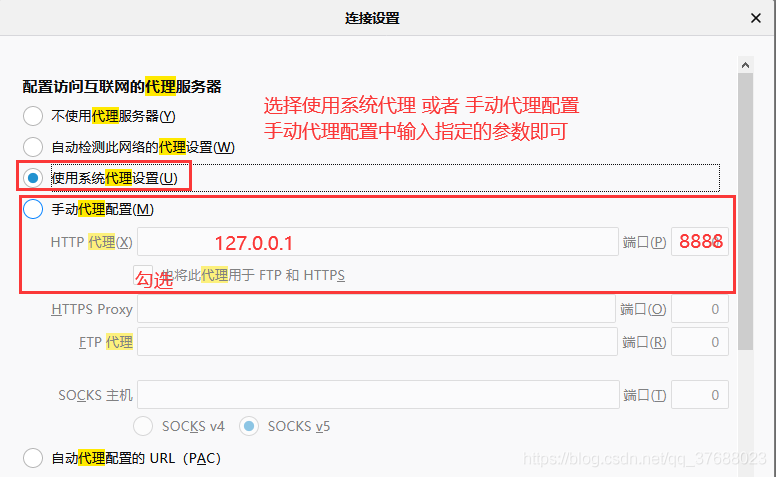 连接设置
配置访问互联网的代理服务器
选择使用系统代理 或者 手动代理配置
手动代理配置中输入指定的参数即可
不使用代理服务器(Y)
自动检测此网络的代理设置(W)
使用系统代理设置(U)
手动代理配置(M)
HTTP 代理(X) 127.0.0.1 端口(P) 8888
勾选 也将此代理用于 FTP 和 HTTPS
HTTPS Proxy 端口(O) 0
FTP 代理 端口(R) 0
SOCKS 主机 端口(T) 0
SOCKS v4 SOCKS v5
自动代理配置的 URL（PAC）
https://blog.csdn.net/qq_37688023